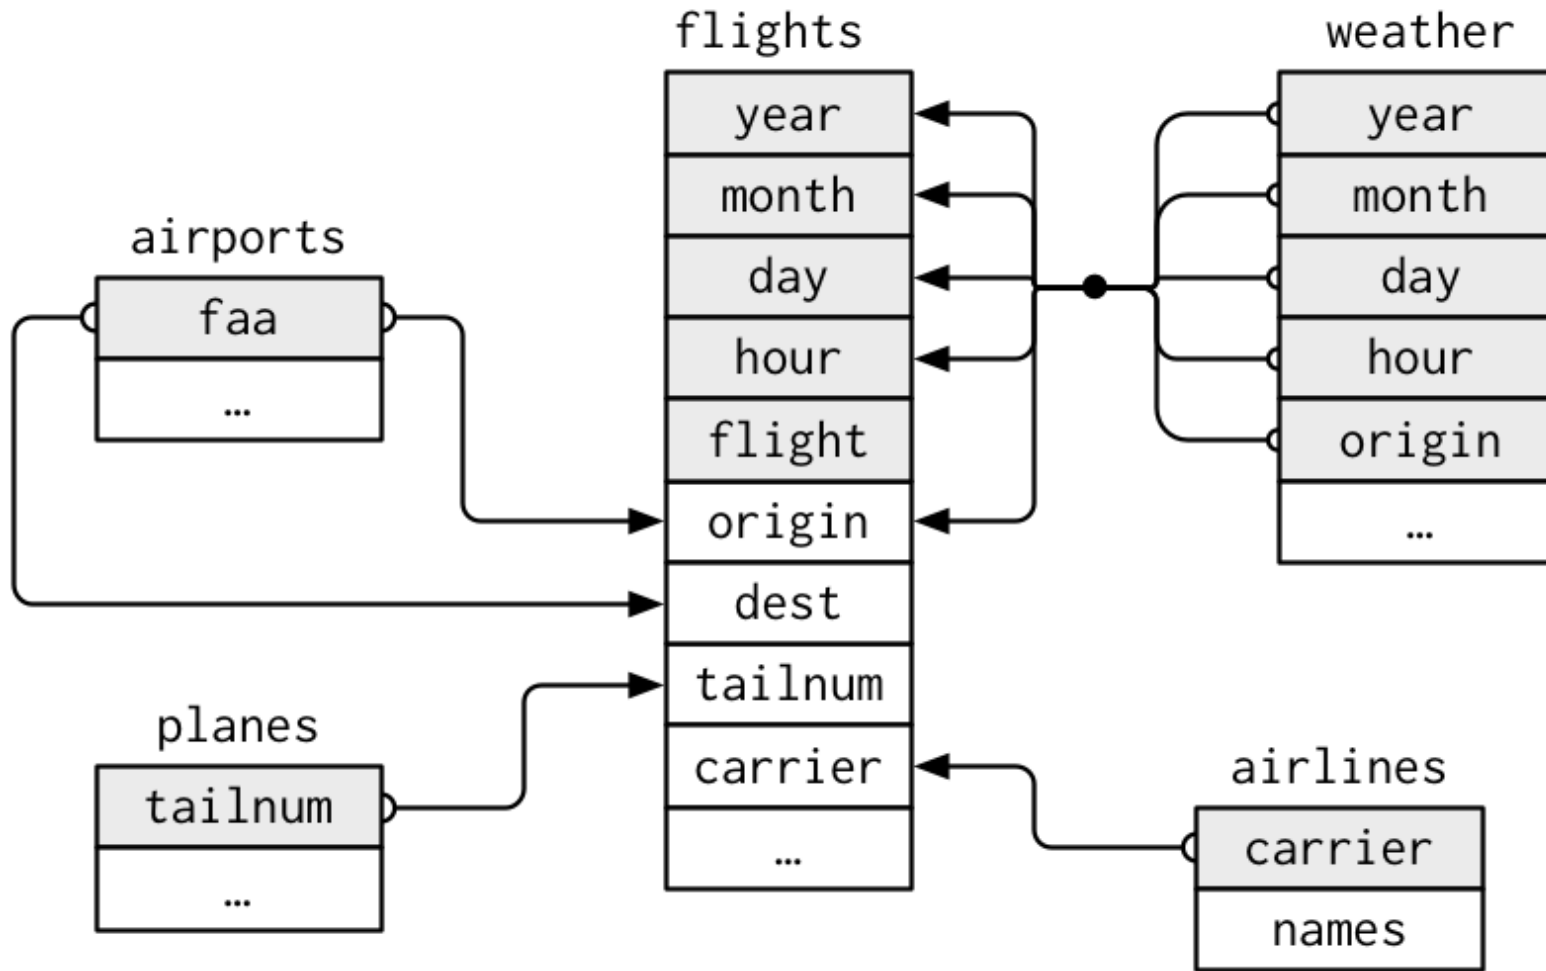 flights
year
month
day
hour
flight
origin
dest
tailnum
carrier
…
weather
year
month
day
hour
origin
…
airports
faa
…
planes
tailnum
…
airlines
carrier
names